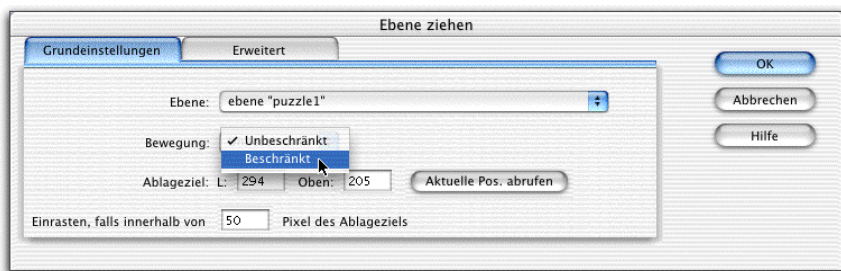 Ebene ziehen
Grundeinstellungen Erweitert
OK
Ebene: ebene "puzzle1"
Abbrechen
Bewegung: ✓ Unbeschränkt
Beschränkt
Hilfe
Ablageziel: L: 294 Oben: 205 Aktuelle Pos. abrufen
Einrasten, falls innerhalb von 50 Pixel des Ablageziels